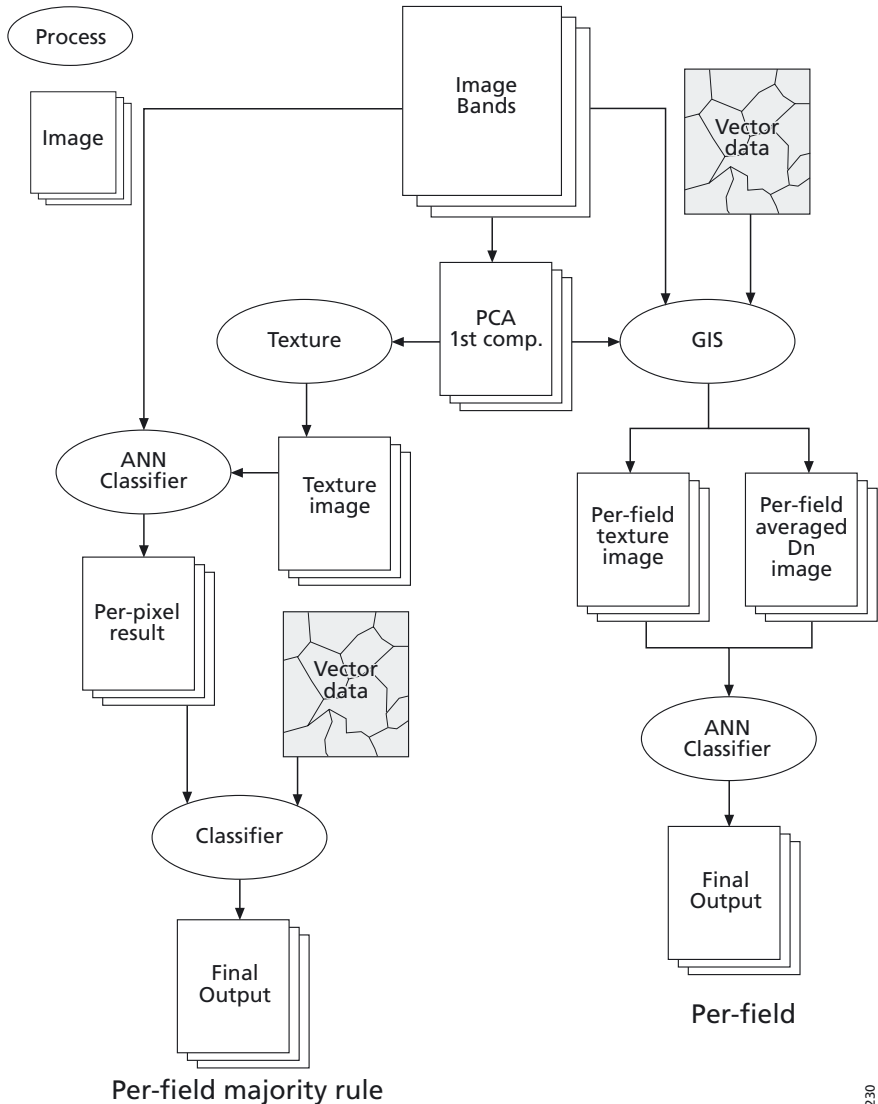 Process
Image
Image
Bands
Vector
data
PCA
1st comp.
Texture
GIS
ANN
Classifier
Texture
image
Per-field
texture
image
Per-field
averaged
Dn
image
Per-pixel
result
Vector
data
ANN
Classifier
Classifier
Final
Output
Final
Output
Per-field
Per-field majority rule
230